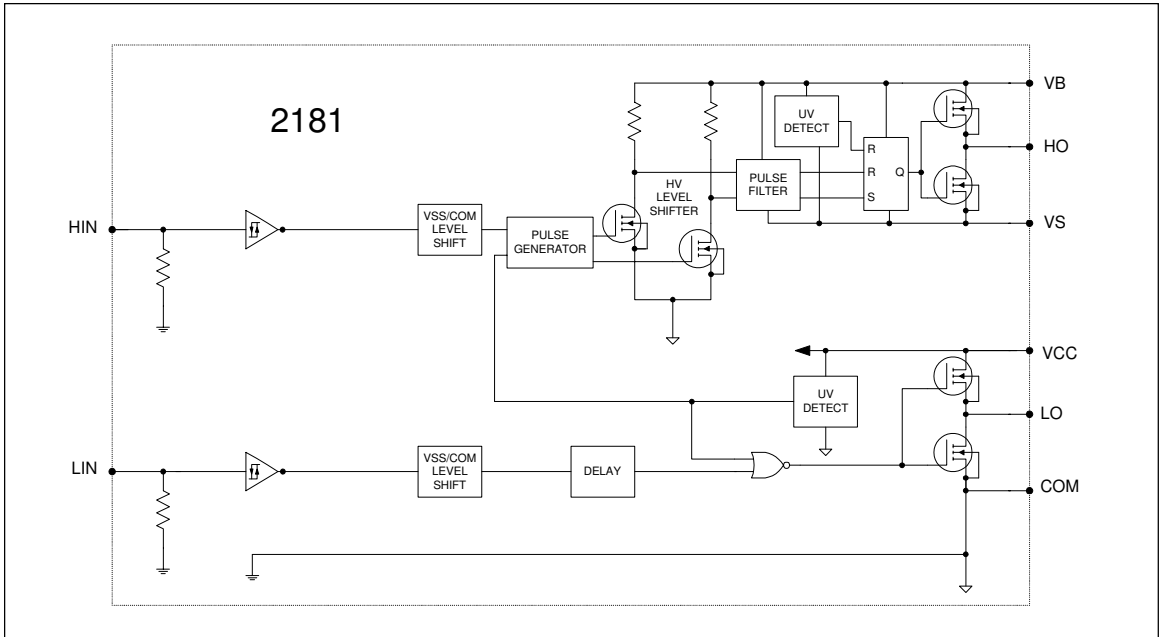 2181
VB
UV
DETECT
R
R
S
Q
HO
HV
LEVEL
SHIFTER
PULSE
FILTER
VS
HIN
VSS/COM
LEVEL
SHIFT
PULSE
GENERATOR
VCC
UV
DETECT
LO
LIN
VSS/COM
LEVEL
SHIFT
DELAY
COM